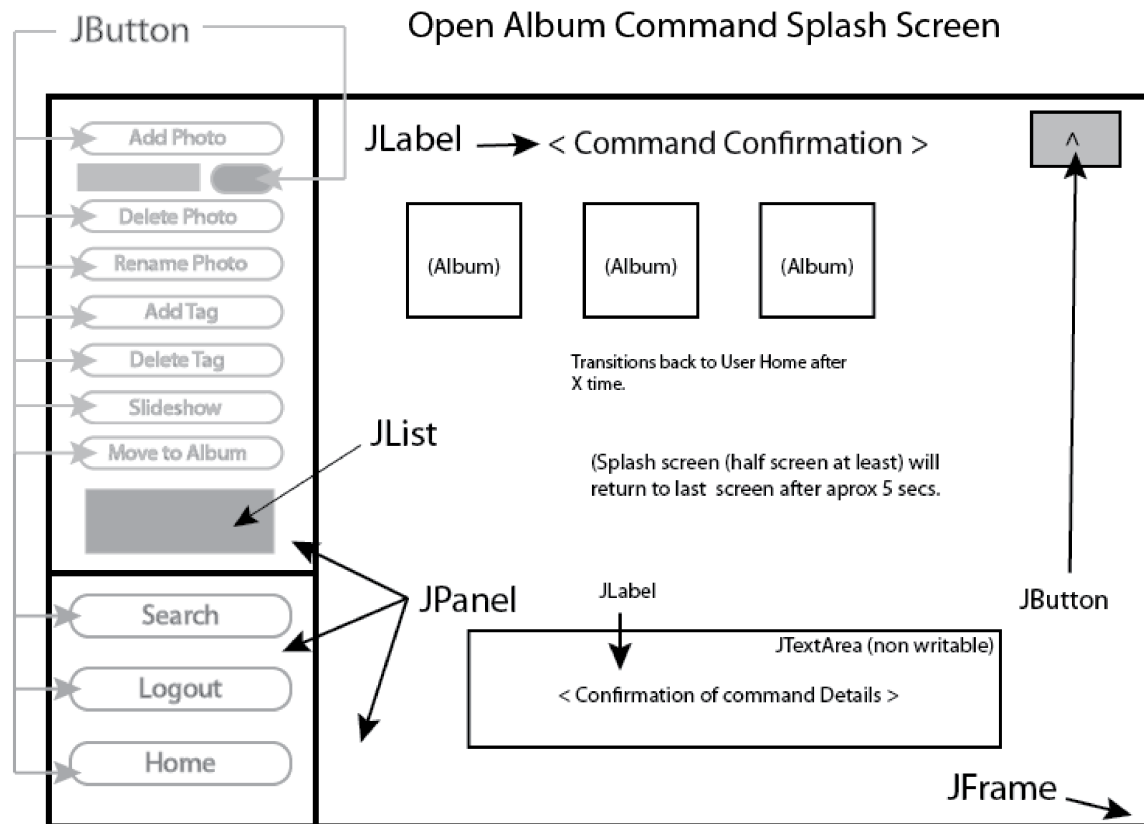 JButton
Open Album Command Splash Screen
Add Photo
Delete Photo
Rename Photo
Add Tag
Delete Tag
Slideshow
Move to Album
JLabel
< Command Confirmation >
^
(Album)
(Album)
(Album)
Transitions back to User Home after
X time.
JList
(Splash screen (half screen at least) will
return to last screen after aprox 5 secs.
Search
Logout
Home
JPanel
JLabel
JButton
JTextArea (non writable)
< Confirmation of command Details >
JFrame